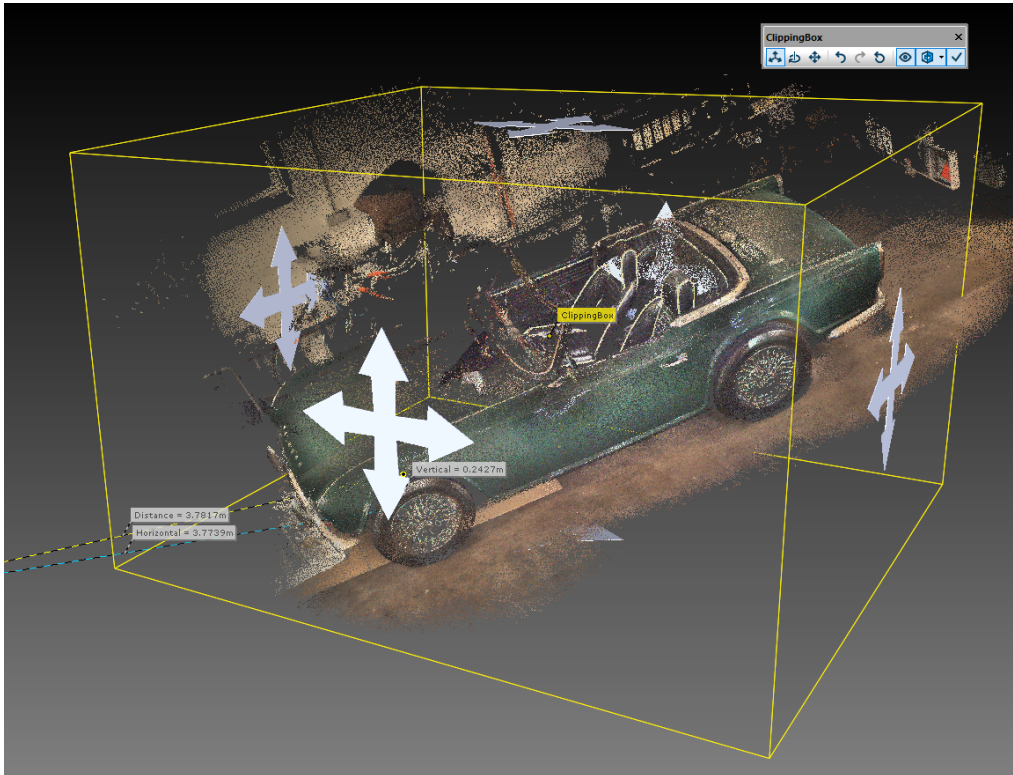 ClippingBox
ClippingBox
Vertical = 0.2427m
Distance = 3.7817m
Horizontal = 3.7739m